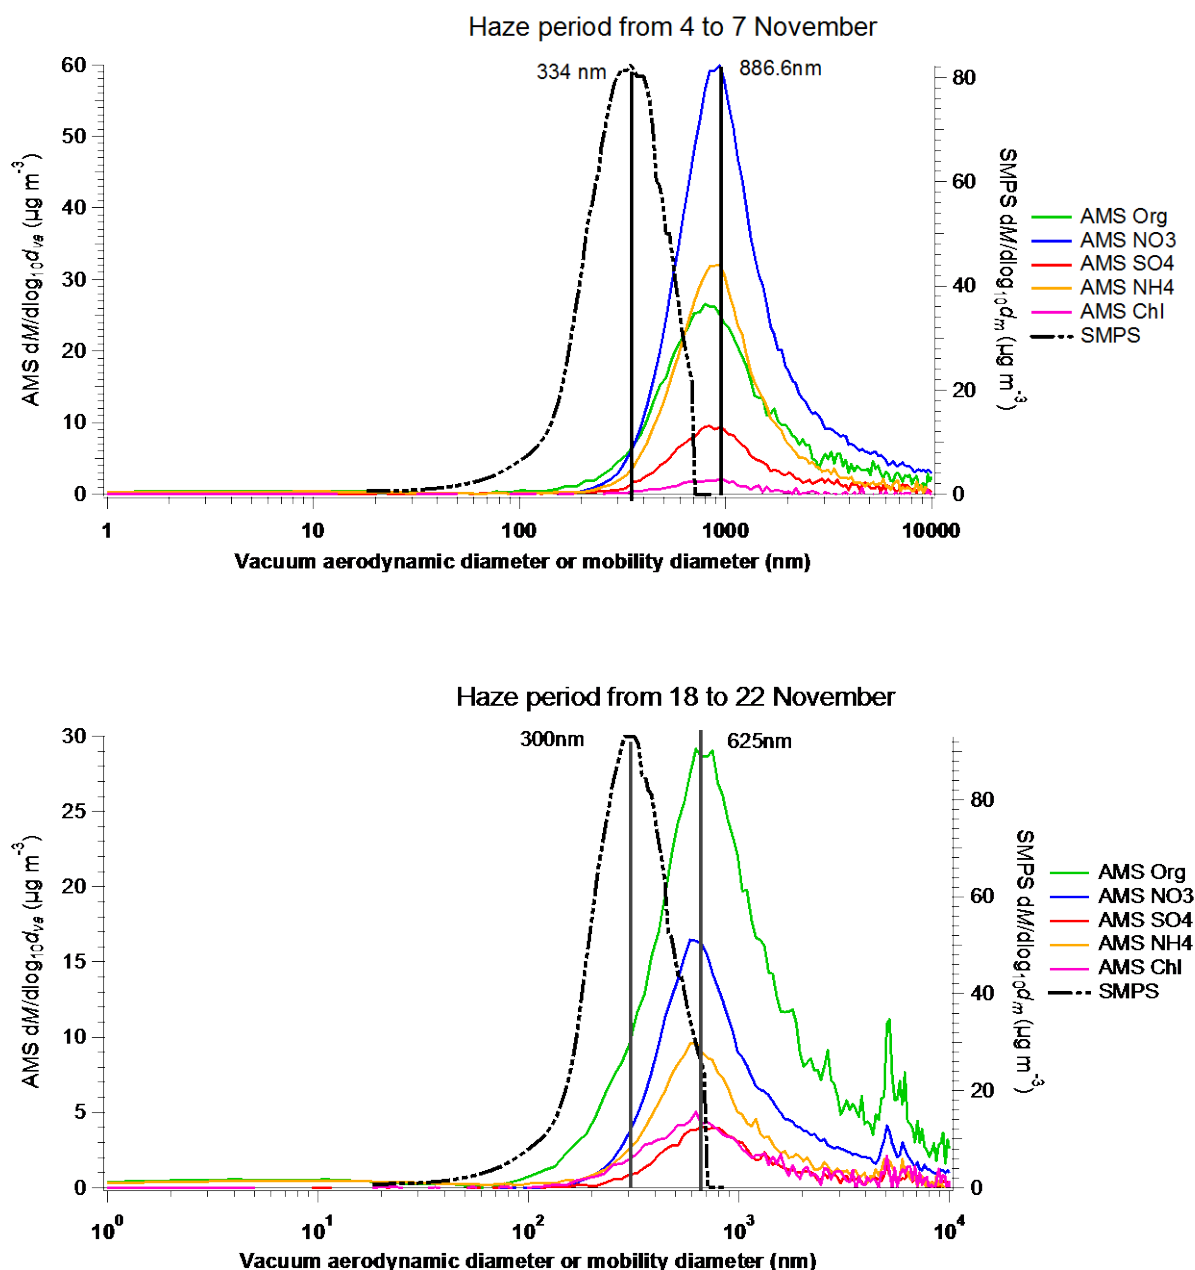 Haze period from 4 to 7 November
334 nm
886.6nm
60
50
40
30
20
10
0
AMS dM/dlog10dva (µg m-3)
80
60
40
20
0
SMPS dM/dlog10dm (µg m-3)
AMS Org
AMS NO3
AMS SO4
AMS NH4
AMS Chl
SMPS
1 10 100 1000 10000
Vacuum aerodynamic diameter or mobility diameter (nm)
Haze period from 18 to 22 November
300nm
625nm
30
25
20
15
10
5
0
AMS dM/dlog10dva (µg m-3)
80
60
40
20
0
SMPS dM/dlog10dm (µg m-3)
AMS Org
AMS NO3
AMS SO4
AMS NH4
AMS Chl
SMPS
10^0 10^1 10^2 10^3 10^4
Vacuum aerodynamic diameter or mobility diameter (nm)